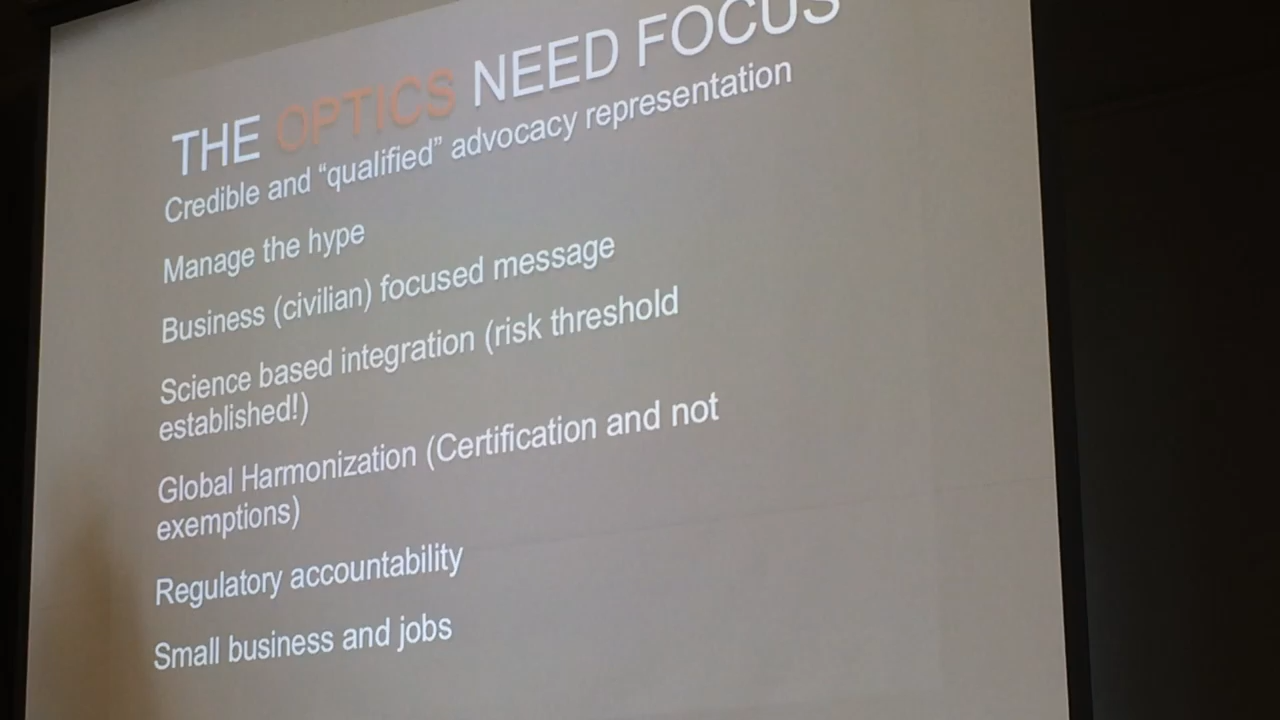 THE OPTICS NEED FOCUS
Credible and “qualified” advocacy representation
Manage the hype
Business (civilian) focused message
Science based integration (risk threshold
established!)
Global Harmonization (Certification and not
exemptions)
Regulatory accountability
Small business and jobs